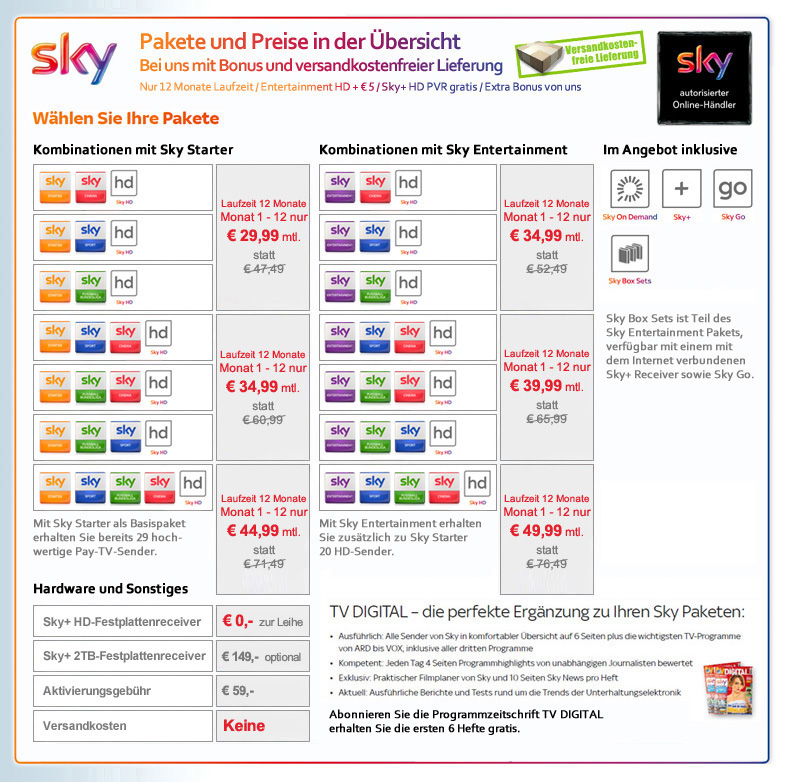 sky
Pakete und Preise in der Übersicht
Bei uns mit Bonus und versandkostenfreier Lieferung
Nur 12 Monate Laufzeit / Entertainment HD + € 5 / Sky+ HD PVR gratis / Extra Bonus von uns
Versandkosten-
freie Lieferung
sky
autorisierter
Online-Händler
Wählen Sie Ihre Pakete
Kombinationen mit Sky Starter
sky STARTER sky CINEMA hd Sky HD
sky STARTER sky SPORT hd Sky HD
sky STARTER sky FUSSBALL BUNDESLIGA hd Sky HD
Laufzeit 12 Monate
Monat 1 - 12 nur
€ 29,99 mtl.
statt
€ 47,49
sky STARTER sky SPORT sky CINEMA hd Sky HD
sky STARTER sky FUSSBALL BUNDESLIGA sky CINEMA hd Sky HD
sky STARTER sky FUSSBALL BUNDESLIGA sky SPORT hd Sky HD
Laufzeit 12 Monate
Monat 1 - 12 nur
€ 34,99 mtl.
statt
€ 60,99
sky STARTER sky SPORT sky FUSSBALL BUNDESLIGA sky CINEMA hd Sky HD
Mit Sky Starter als Basispaket
erhalten Sie bereits 29 hoch-
wertige Pay-TV-Sender.
Laufzeit 12 Monate
Monat 1 - 12 nur
€ 44,99 mtl.
statt
€ 71,49
Kombinationen mit Sky Entertainment
sky ENTERTAINMENT sky CINEMA hd Sky HD
sky ENTERTAINMENT sky SPORT hd Sky HD
sky ENTERTAINMENT sky FUSSBALL BUNDESLIGA hd Sky HD
Laufzeit 12 Monate
Monat 1 - 12 nur
€ 34,99 mtl.
statt
€ 52,49
sky ENTERTAINMENT sky SPORT sky CINEMA hd Sky HD
sky ENTERTAINMENT sky FUSSBALL BUNDESLIGA sky CINEMA hd Sky HD
sky ENTERTAINMENT sky FUSSBALL BUNDESLIGA sky SPORT hd Sky HD
Laufzeit 12 Monate
Monat 1 - 12 nur
€ 39,99 mtl.
statt
€ 65,99
sky ENTERTAINMENT sky SPORT sky FUSSBALL BUNDESLIGA sky CINEMA hd Sky HD
Mit Sky Entertainment erhalten
Sie zusätzlich zu Sky Starter
20 HD-Sender.
Laufzeit 12 Monate
Monat 1 - 12 nur
€ 49,99 mtl.
statt
€ 76,49
Im Angebot inklusive
+ go
Sky On Demand Sky+ Sky Go
Sky Box Sets
Sky Box Sets ist Teil des
Sky Entertainment Pakets,
verfügbar mit einem mit
dem Internet verbundenen
Sky+ Receiver sowie Sky Go.
Hardware und Sonstiges
Sky+ HD-Festplattenreceiver € 0,- zur Leihe
Sky+ 2TB-Festplattenreceiver € 149,- optional
Aktivierungsgebühr € 59,-
Versandkosten Keine
TV DIGITAL – die perfekte Ergänzung zu Ihren Sky Paketen:
• Ausführlich: Alle Sender von Sky in komfortabler Übersicht auf 6 Seiten plus die wichtigsten TV-Programme
von ARD bis VOX, inklusive aller dritten Programme
• Kompetent: Jeden Tag 4 Seiten Programmhighlights von unabhängigen Journalisten bewertet
• Exklusiv: Praktischer Filmplaner von Sky und 10 Seiten Sky News pro Heft
• Aktuell: Ausführliche Berichte und Tests rund um die Trends der Unterhaltungselektronik
Abonnieren Sie die Programmzeitschrift TV DIGITAL
erhalten Sie die ersten 6 Hefte gratis.
DIGITAL